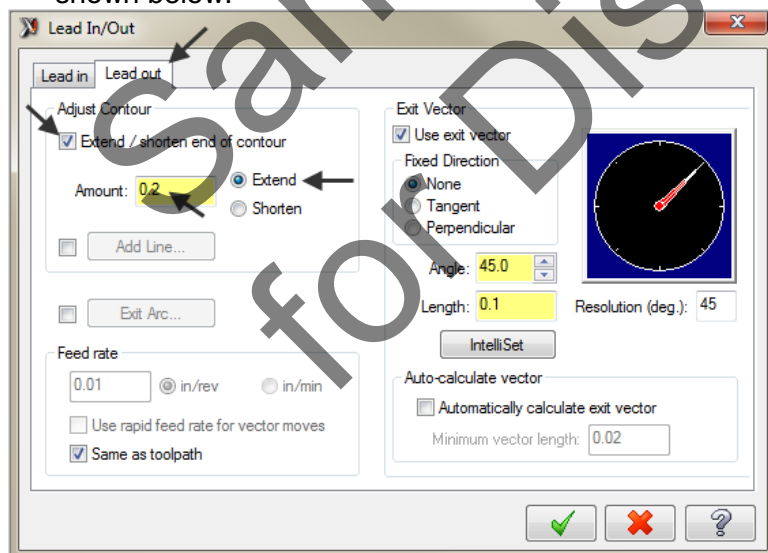 shown below.
Lead In/Out
Lead in Lead out
Adjust Contour
Extend / shorten end of contour
Amount: 0.2
Extend
Shorten
Add Line...
Exit Arc...
Feed rate
0.01 in/rev in/min
Use rapid feed rate for vector moves
Same as toolpath
Exit Vector
Use exit vector
Fixed Direction
None
Tangent
Perpendicular
Angle: 45.0
Length: 0.1 Resolution (deg.): 45
IntelliSet
Auto-calculate vector
Automatically calculate exit vector
Minimum vector length: 0.02
for Dis